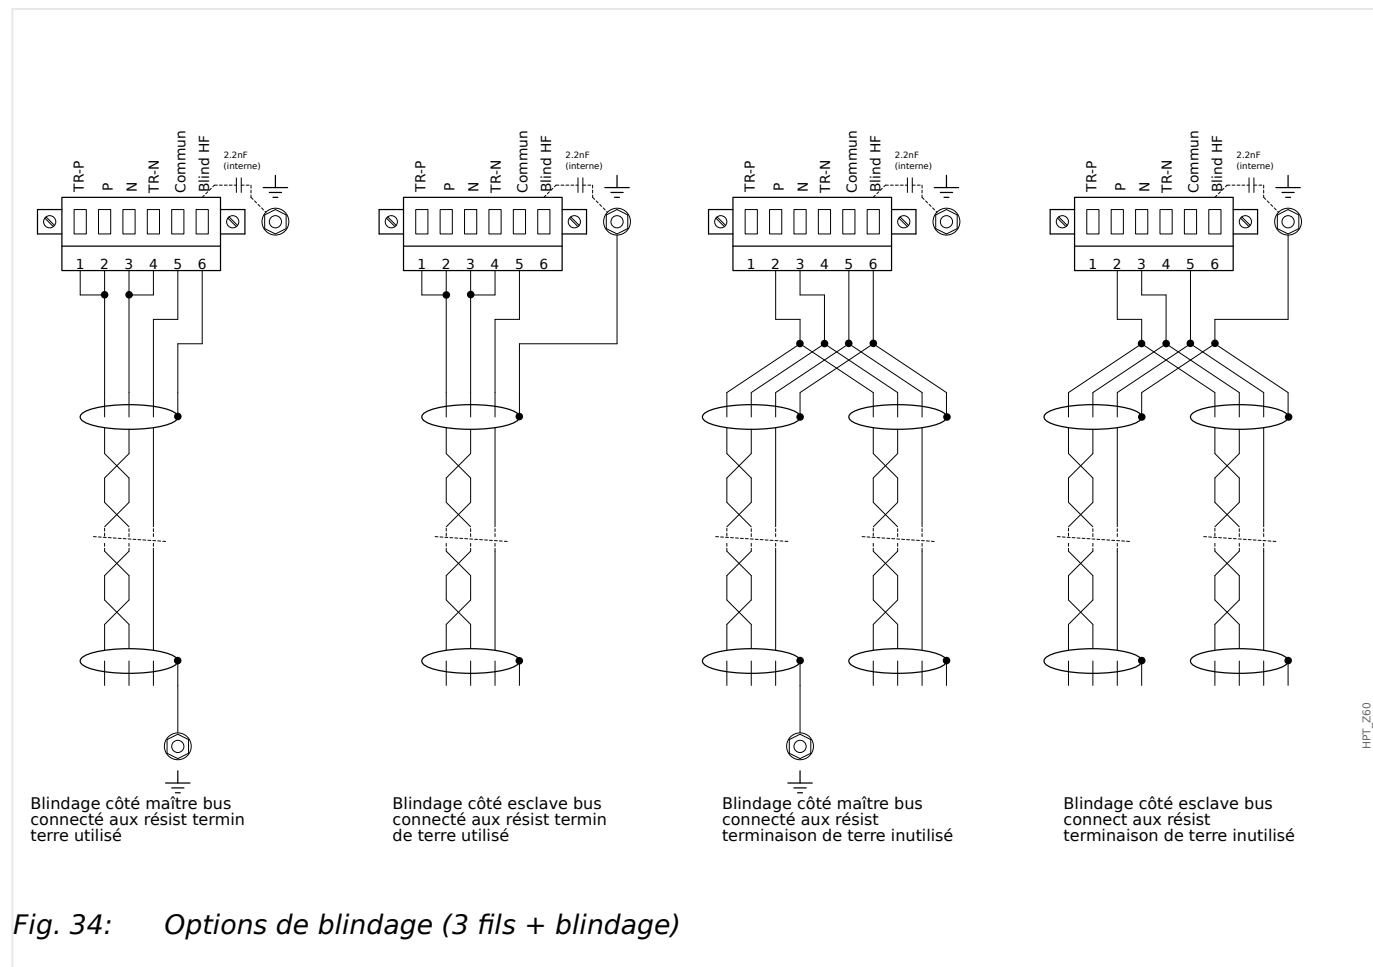 TR-P
P
N
TR-N
Commun
Blind HF
2.2nF
(interne)
1 2 3 4 5 6
TR-P
P
N
TR-N
Commun
Blind HF
2.2nF
(interne)
1 2 3 4 5 6
TR-P
P
N
TR-N
Commun
Blind HF
2.2nF
(interne)
1 2 3 4 5 6
TR-P
P
N
TR-N
Commun
Blind HF
2.2nF
(interne)
1 2 3 4 5 6
HPT_Z60
Blindage côté maître bus
connecté aux résist termin
terre utilisé
Blindage côté esclave bus
connecté aux résist termin
de terre utilisé
Blindage côté maître bus
connecté aux résist
terminaison de terre inutilisé
Blindage côté esclave bus
connect aux résist
terminaison de terre inutilisé
Fig. 34: Options de blindage (3 fils + blindage)